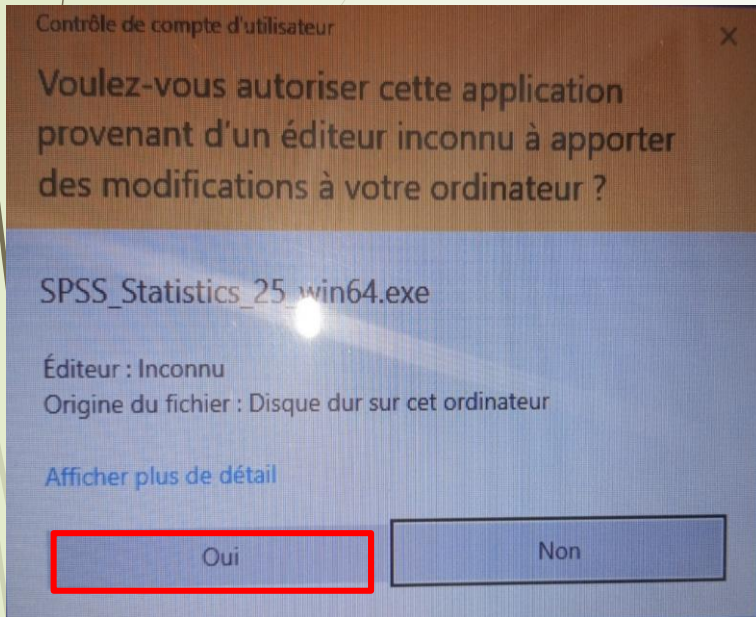 Contrôle de compte d'utilisateur
Voulez-vous autoriser cette application
provenant d'un éditeur inconnu à apporter
des modifications à votre ordinateur ?
SPSS_Statistics_25_win64.exe
Éditeur : Inconnu
Origine du fichier : Disque dur sur cet ordinateur
Afficher plus de détail
Oui Non